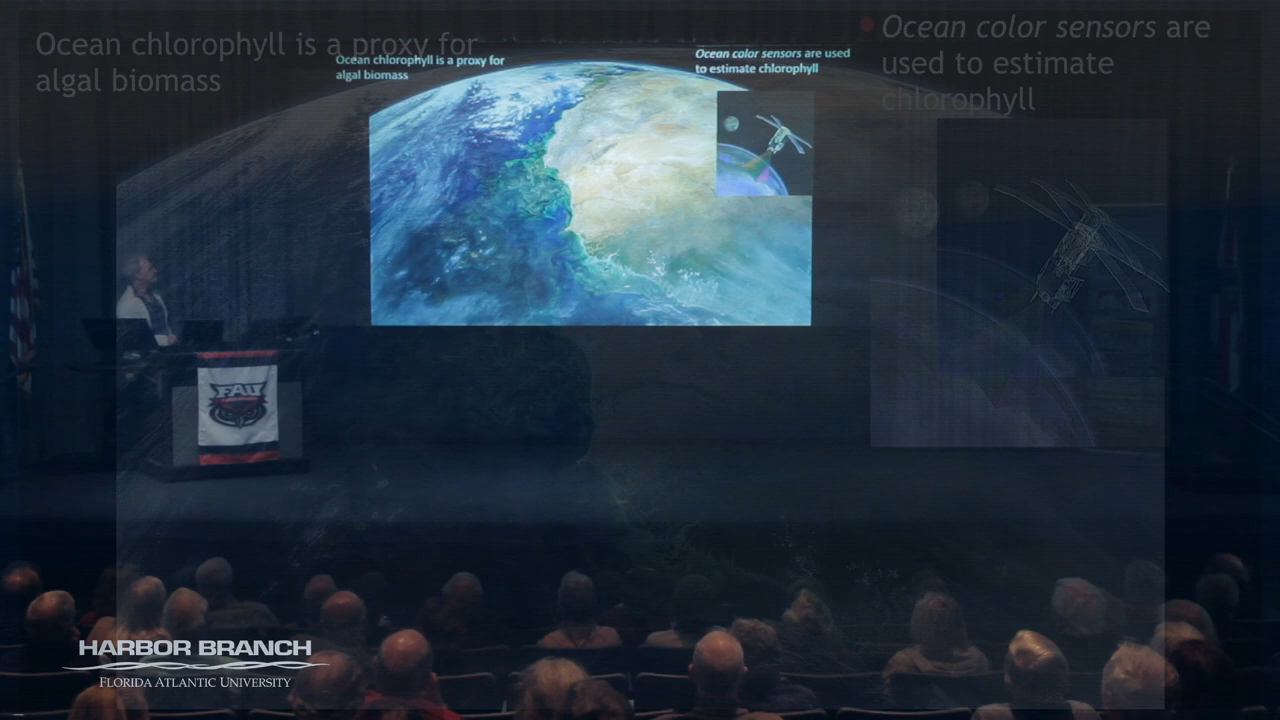 Ocean chlorophyll is a proxy for
algal biomass
Ocean color sensors are
used to estimate
chlorophyll
Ocean chlorophyll is a proxy for
algal biomass
Ocean color sensors are used
to estimate chlorophyll
FAU
HARBOR BRANCH
FLORIDA ATLANTIC UNIVERSITY